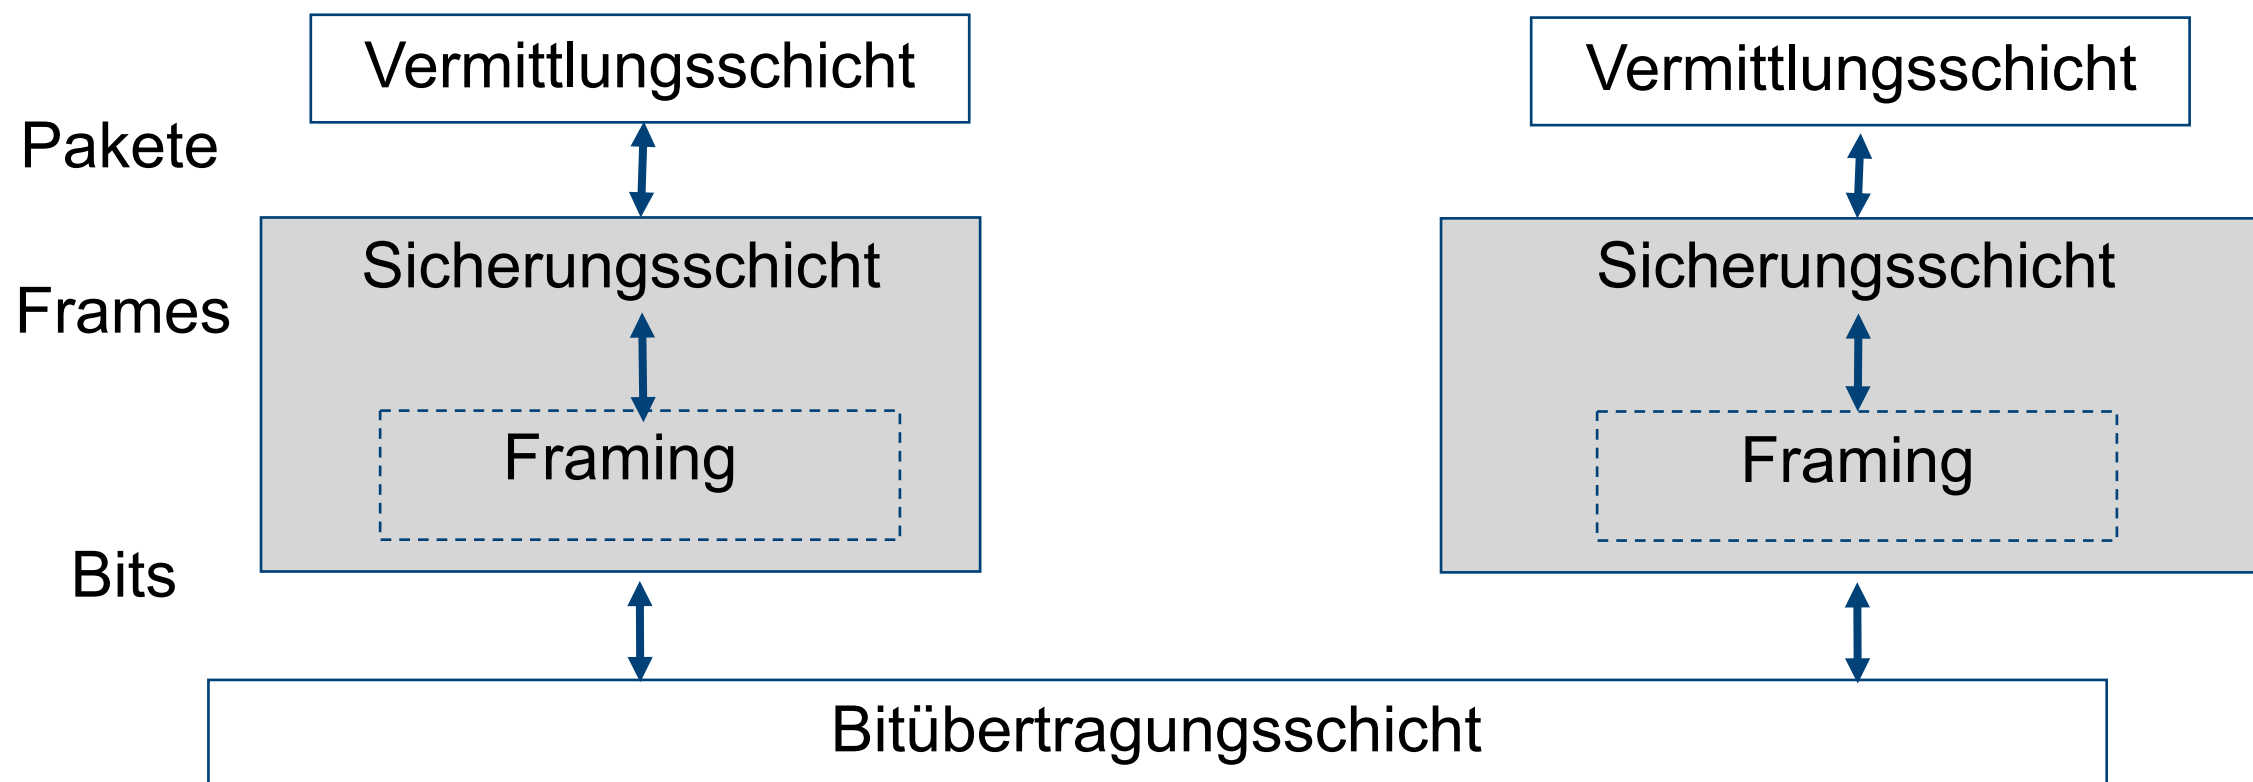 Vermittlungsschicht
Vermittlungsschicht
Pakete
Sicherungsschicht
Sicherungsschicht
Frames
Framing
Framing
Bits
Bitübertragungsschicht